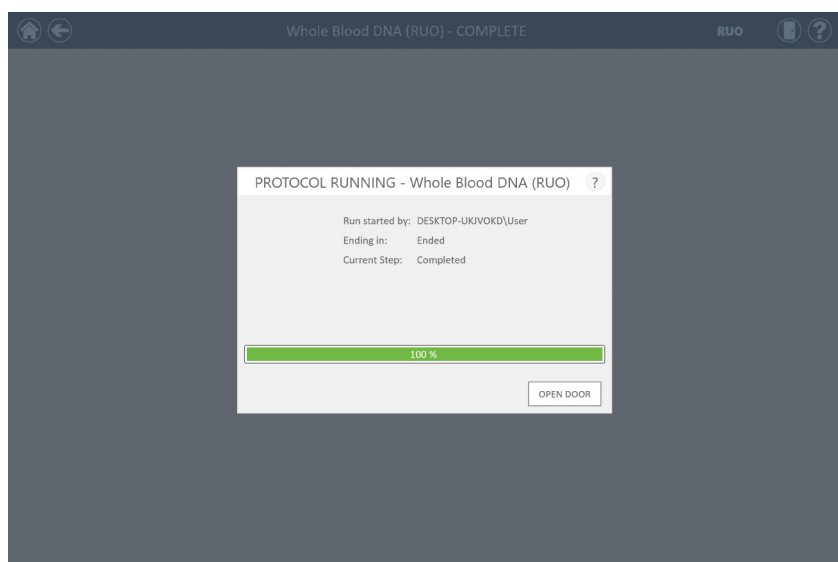 Whole Blood DNA (RUO) - COMPLETE
RUO
?
PROTOCOL RUNNING - Whole Blood DNA (RUO) ?
Run started by: DESKTOP-UKJVOKD\User
Ending in: Ended
Current Step: Completed
100 %
OPEN DOOR